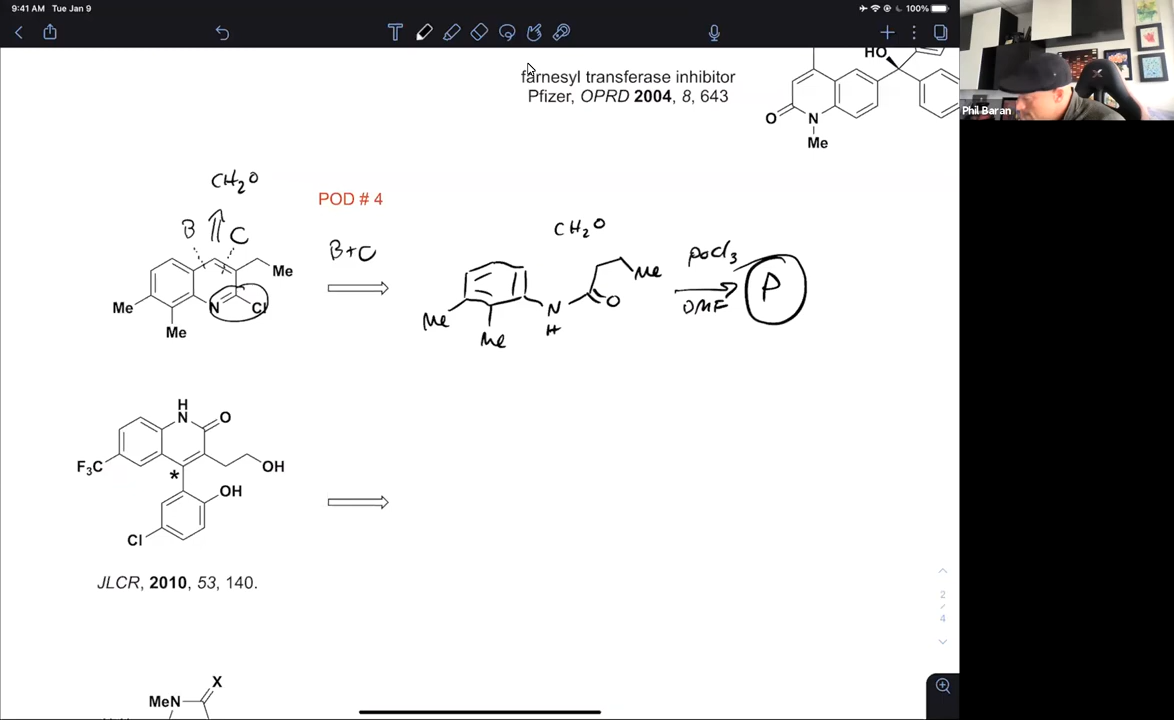 9:41 AM Tue Jan 9
100%
T
HO
farnesyl transferase inhibitor
Pfizer, OPRD 2004, 8, 643
O
N
Me
Phil Baran
CH2O
POD # 4
B
C
Me
Me
N
Cl
Me
B+C
CH2O
Me
O
N
H
Me
Me
POCl3
DMF
P
H
N
O
F3C
OH
*
OH
Cl
JLCR, 2010, 53, 140.
2
/
4
X
MeN